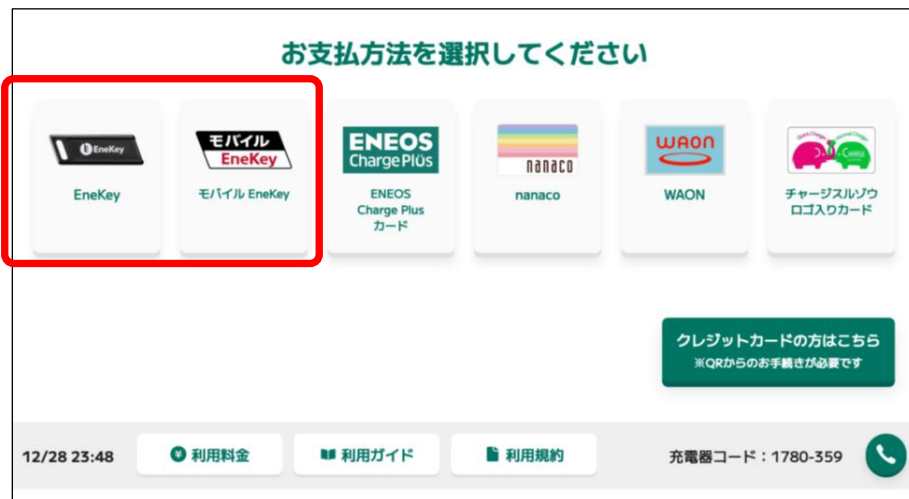 お支払方法を選択してください
EneKey
モバイル
EneKey
ENEOS
Charge Plus
nanaco
WAON
EneKey
モバイル EneKey
ENEOS
Charge Plus
カード
nanaco
WAON
チャージスルゾウ
ロゴ入りカード
クレジットカードの方はこちら
※QRからのお手続きが必要です
12/28 23:48
利用料金
利用ガイド
利用規約
充電器コード：1780-359